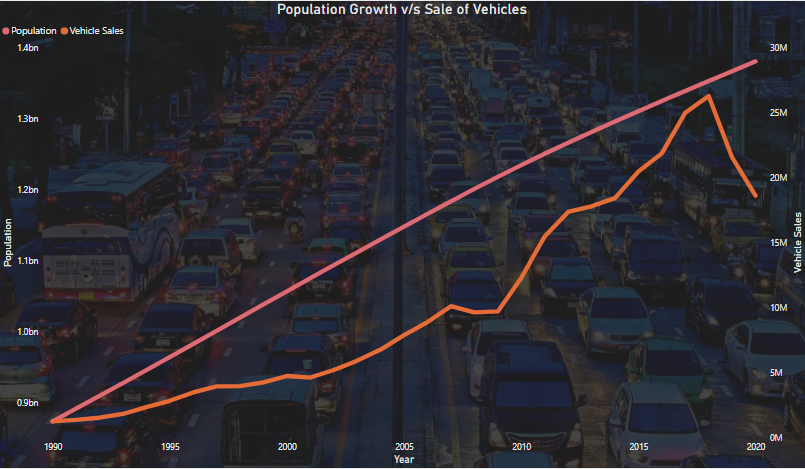 Population Growth v/s Sale of Vehicles
Population Vehicle Sales
1.4bn
1.3bn
1.2bn
1.1bn
1.0bn
0.9bn
Population
30M
25M
20M
15M
10M
5M
0M
Vehicle Sales
1990 1995 2000 2005 2010 2015 2020
Year